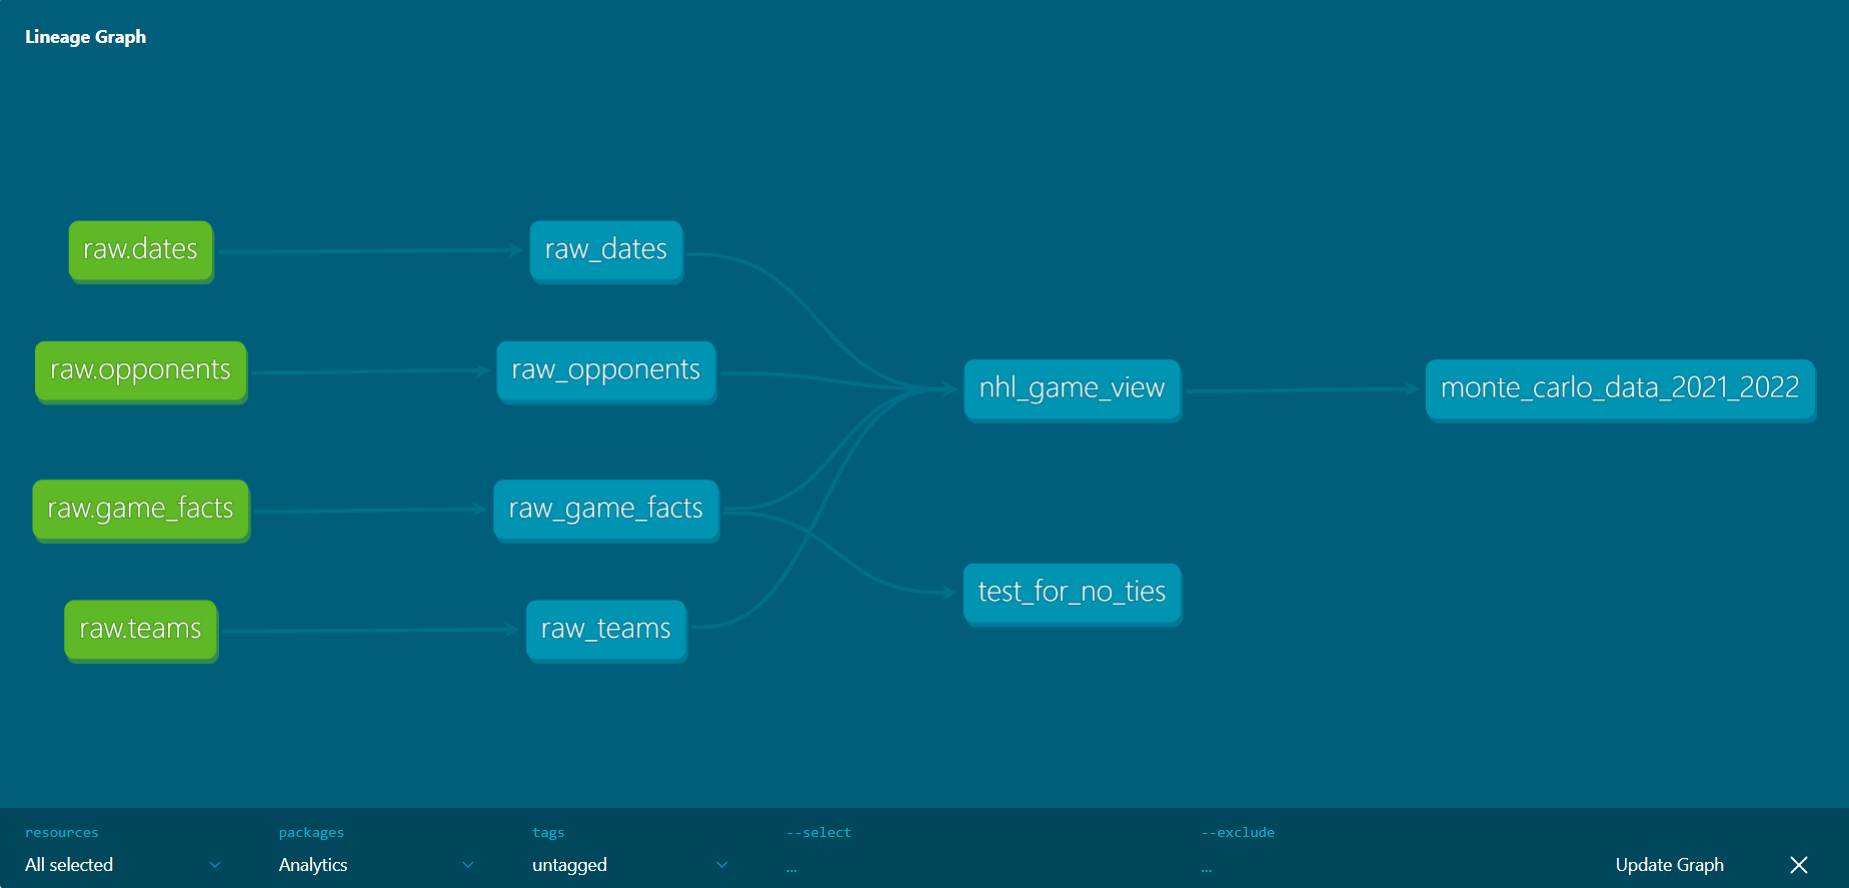 Lineage Graph
raw.dates
raw_dates
raw.opponents
raw_opponents
nhl_game_view
monte_carlo_data_2021_2022
raw.game_facts
raw_game_facts
test_for_no_ties
raw.teams
raw_teams
resources
packages
tags
--select
--exclude
All selected
Analytics
untagged
...
...
Update Graph